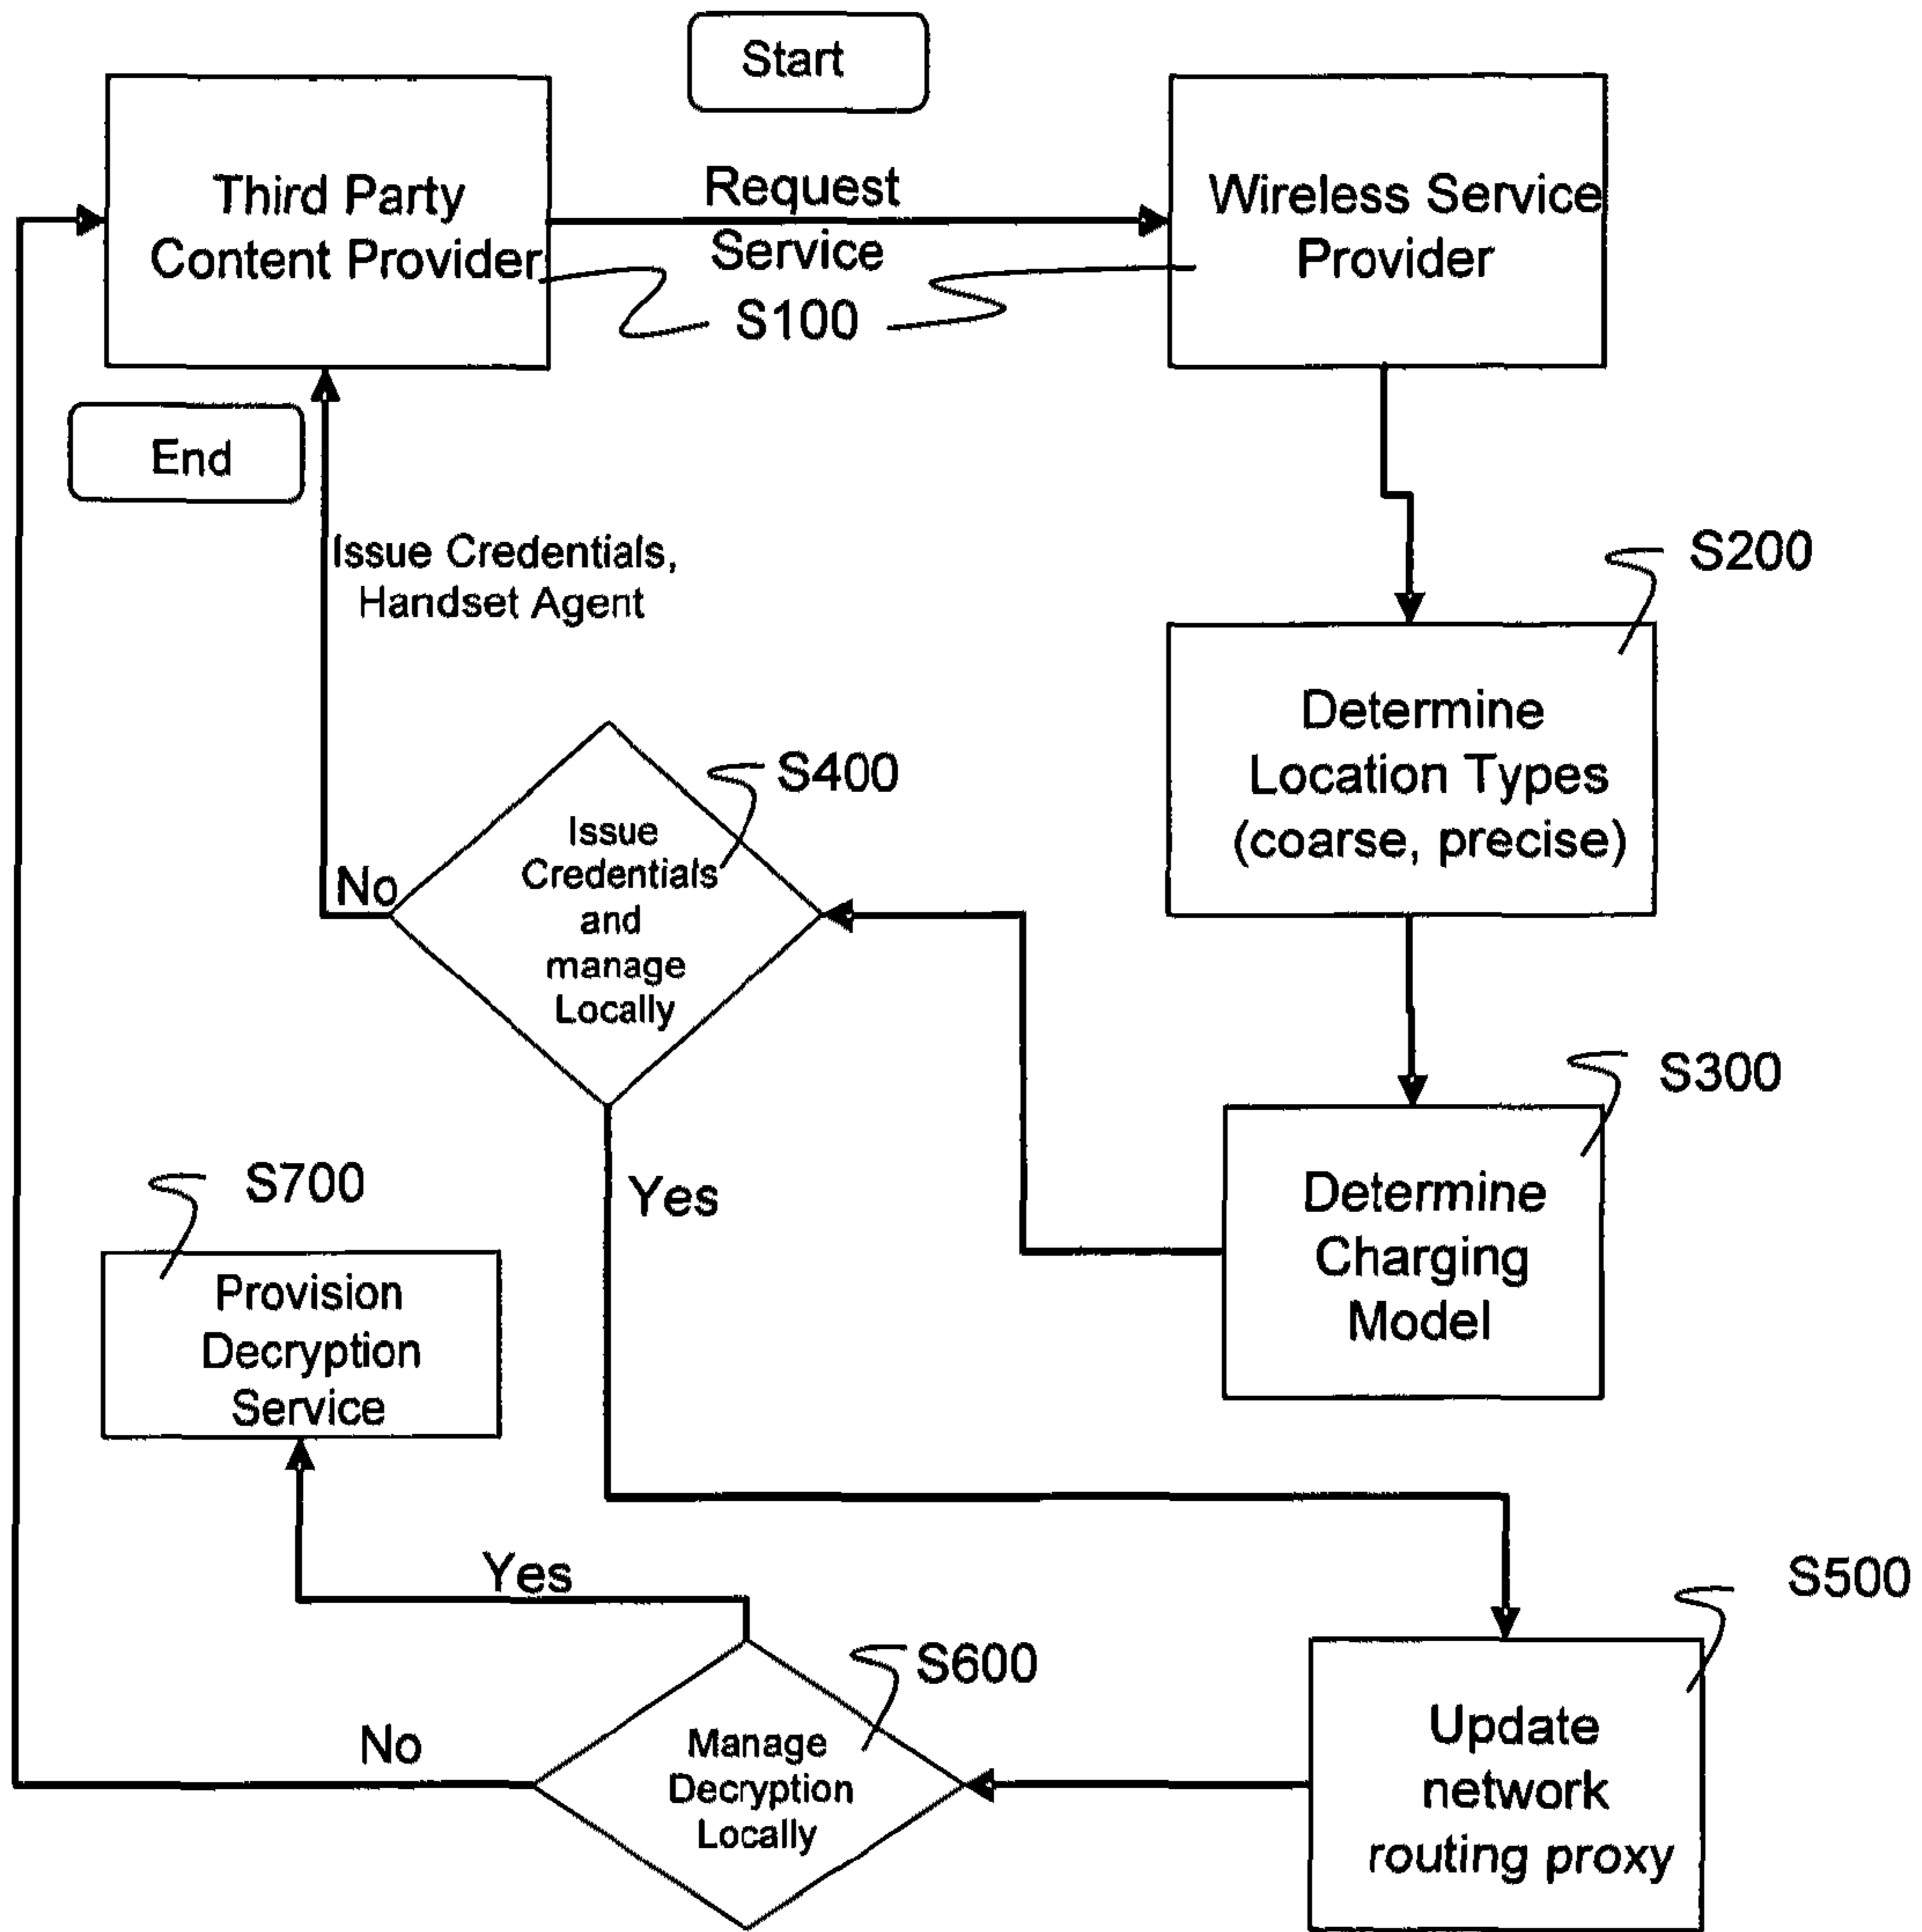 Start
Third Party
Content Provider
Request
Service
S100
Wireless Service
Provider
End
Issue Credentials,
Handset Agent
S200
Determine
Location Types
(coarse, precise)
S400
Issue
Credentials
and
manage
Locally
No
Yes
S300
Determine
Charging
Model
S700
Provision
Decryption
Service
Yes
S600
Manage
Decryption
Locally
No
S500
Update
network
routing proxy